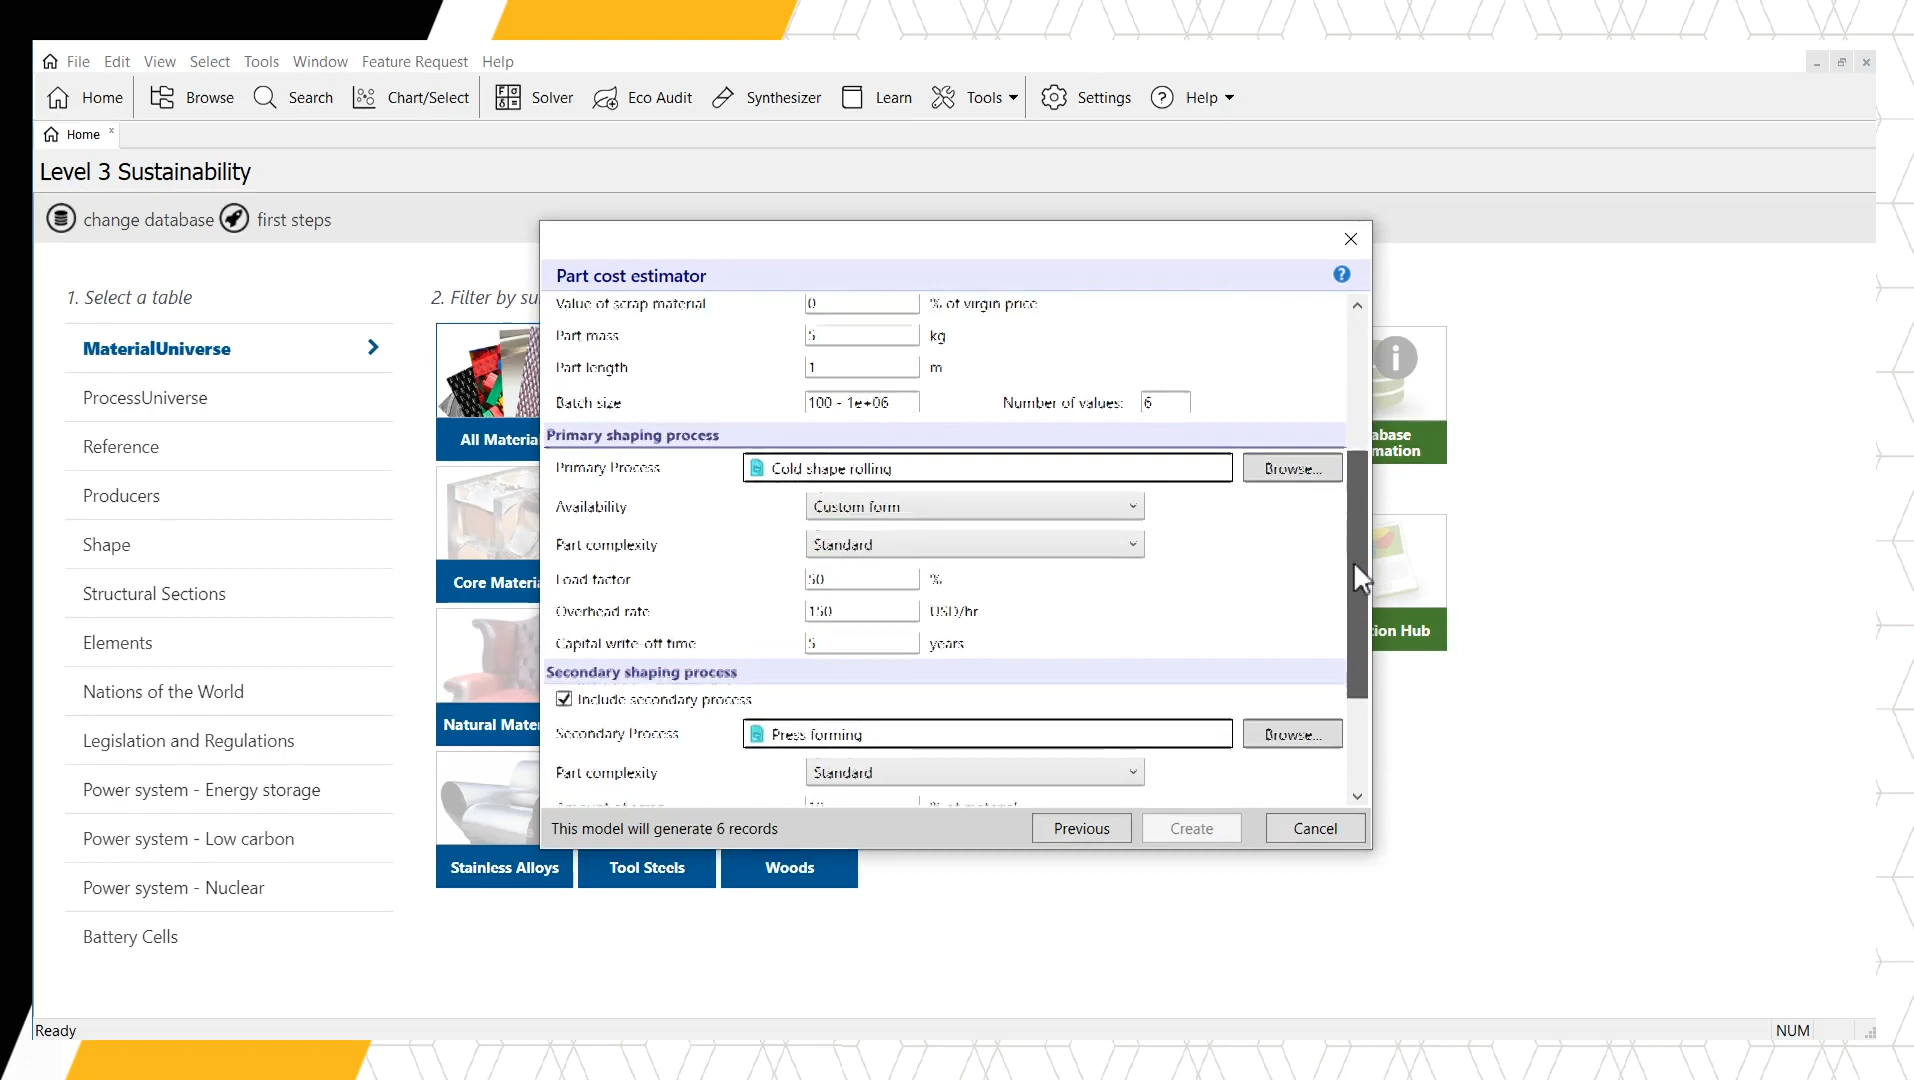 File Edit View Select Tools Window Feature Request Help
Home Browse Search Chart/Select Solver Eco Audit Synthesizer Learn Tools Settings Help
Home
Level 3 Sustainability
change database first steps
1. Select a table
MaterialUniverse
ProcessUniverse
Reference
Producers
Shape
Structural Sections
Elements
Nations of the World
Legislation and Regulations
Power system - Energy storage
Power system - Low carbon
Power system - Nuclear
Battery Cells
2. Filter by su
All Materia
Core Materia
Natural Mate
Stainless Alloys
Tool Steels
Woods
Part cost estimator
Value of scrap material 0 % of virgin price
Part mass 5 kg
Part length 1 m
Batch size 100 - 1e+06 Number of values: 6
Primary shaping process
Primary Process Cold shape rolling Browse...
Availability Custom form
Part complexity Standard
Load factor 50 %
Overhead rate 150 USD/hr
Capital write-off time 5 years
Secondary shaping process
Include secondary process
Secondary Process Press forming Browse...
Part complexity Standard
This model will generate 6 records
Previous Create Cancel
abase
mation
ion Hub
Ready
NUM